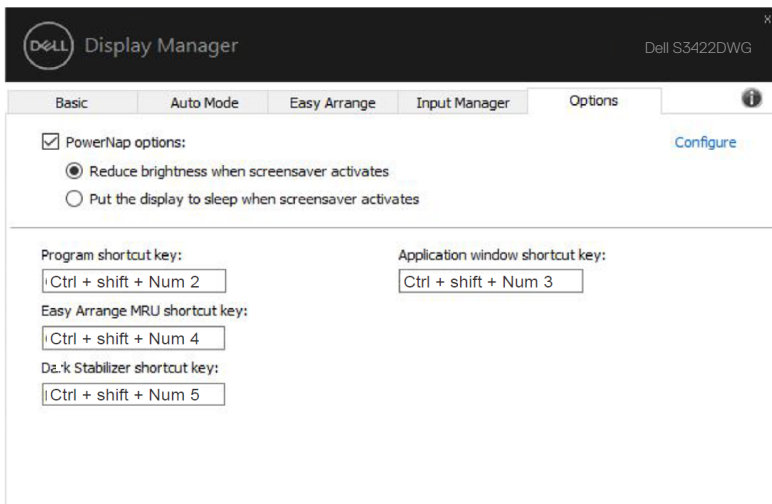 x
DELL Display Manager
Dell S3422DWG
Basic Auto Mode Easy Arrange Input Manager Options i
PowerNap options: Configure
Reduce brightness when screensaver activates
Put the display to sleep when screensaver activates
Program shortcut key: Application window shortcut key:
Ctrl + shift + Num 2 Ctrl + shift + Num 3
Easy Arrange MRU shortcut key:
Ctrl + shift + Num 4
Dark Stabilizer shortcut key:
Ctrl + shift + Num 5